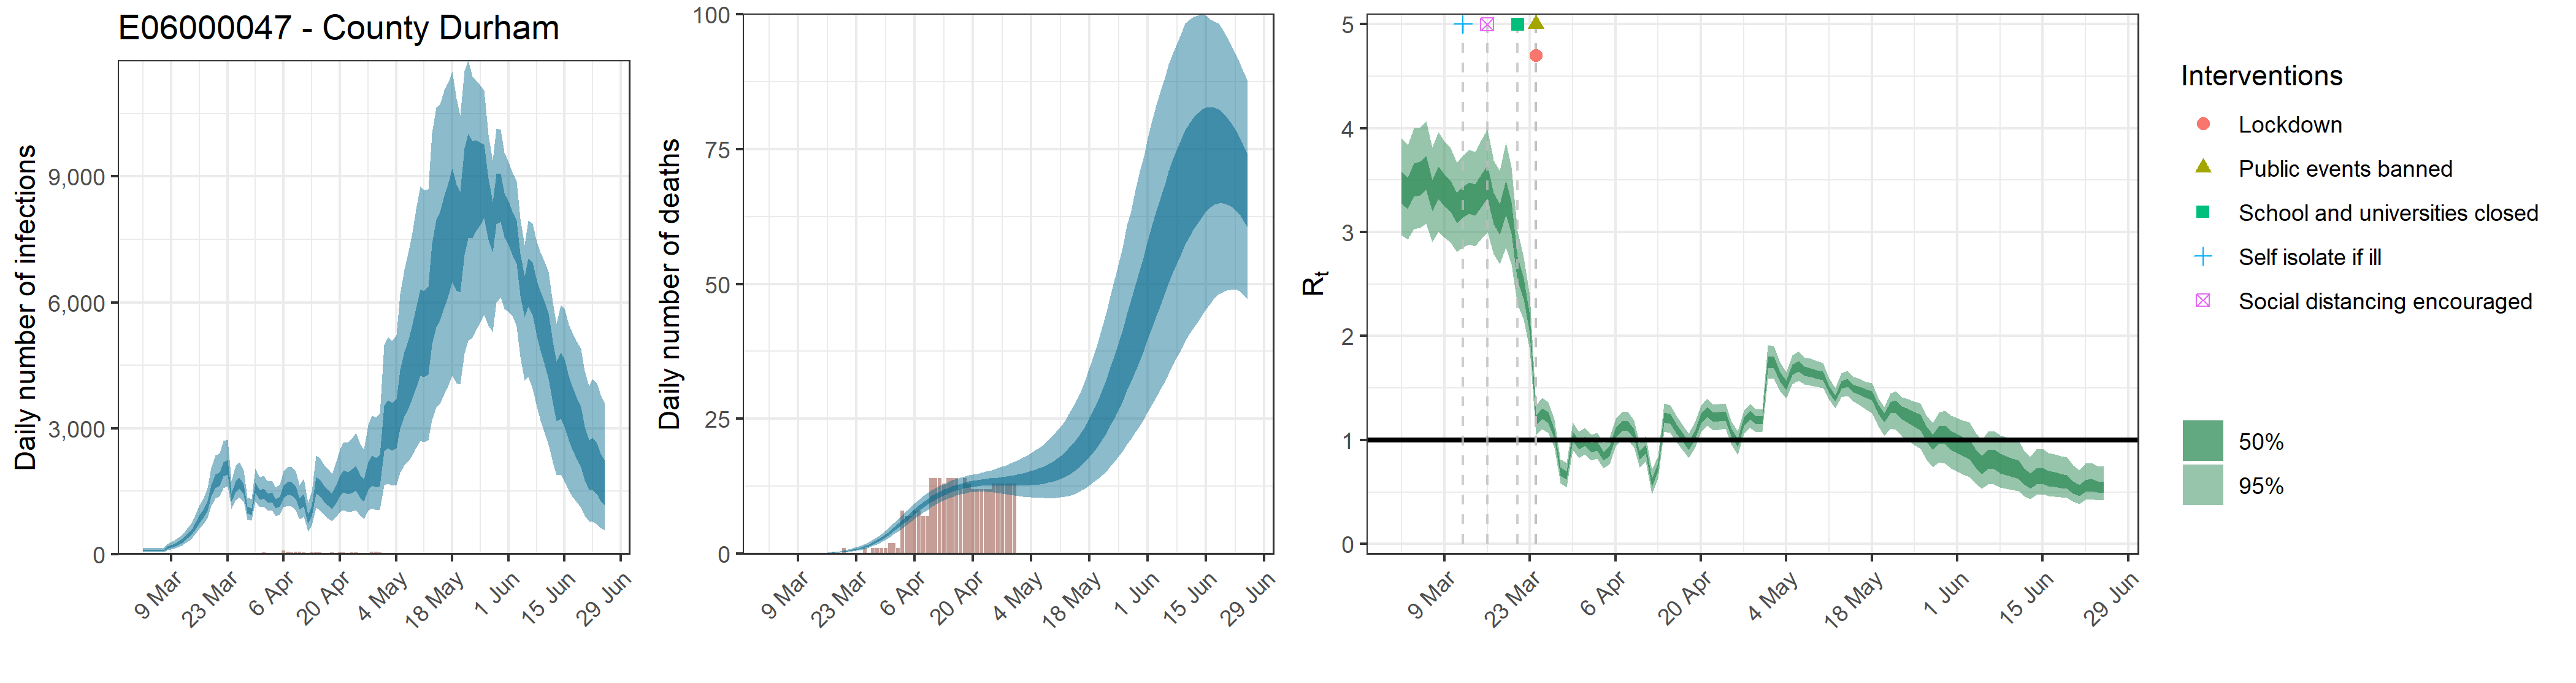 E06000047 - County Durham
Daily number of infections
9,000
6,000
3,000
0
9 Mar
23 Mar
6 Apr
20 Apr
4 May
18 May
1 Jun
15 Jun
29 Jun
Daily number of deaths
100
75
50
25
0
9 Mar
23 Mar
6 Apr
20 Apr
4 May
18 May
1 Jun
15 Jun
29 Jun
Rt
5
4
3
2
1
0
9 Mar
23 Mar
6 Apr
20 Apr
4 May
18 May
1 Jun
15 Jun
29 Jun
Interventions
Lockdown
Public events banned
School and universities closed
Self isolate if ill
Social distancing encouraged
50%
95%